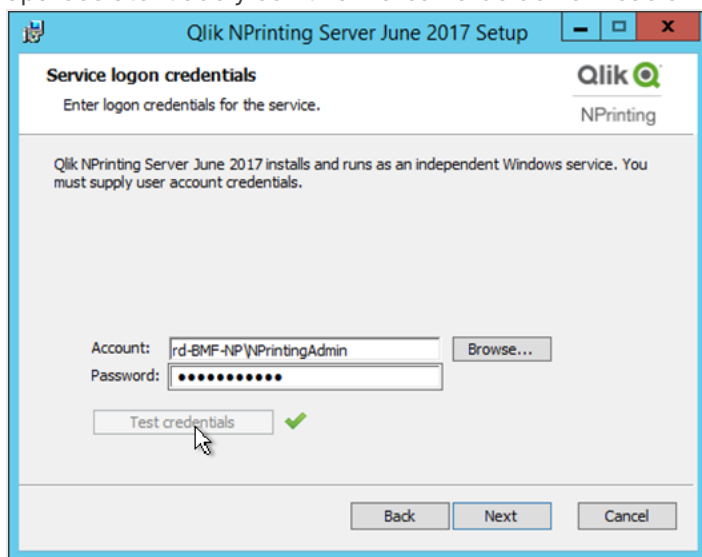 Qlik NPrinting Server June 2017 Setup
Service logon credentials
Enter logon credentials for the service.
Qlik
NPrinting
Qlik NPrinting Server June 2017 installs and runs as an independent Windows service. You
must supply user account credentials.
Account: rd-BMF-NP\NPrintingAdmin Browse...
Password: ●●●●●●●●●●●
Test credentials
Back Next Cancel